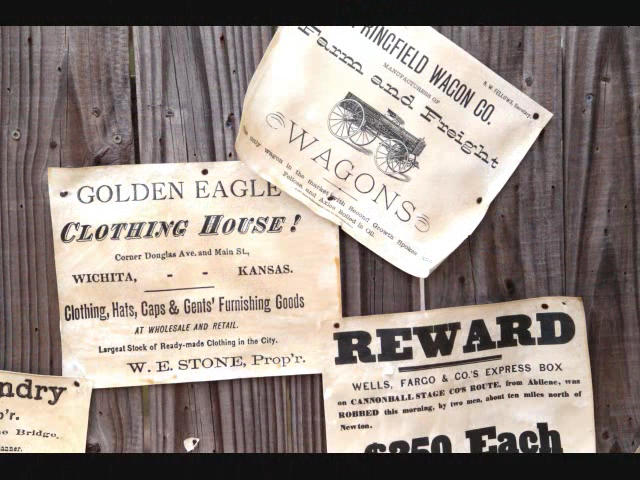 SPRINGFIELD WAGON CO.
S. W. FELLOWS, Secretary.
MANUFACTURERS OF
Farm and Freight
WAGONS
only wagon in the market with Second Growth Spokes
Felloes and Axles Boiled in Oil.
GOLDEN EAGLE
CLOTHING HOUSE!
Corner Douglas Ave. and Main St.,
WICHITA, - - KANSAS.
Clothing, Hats, Caps & Gents' Furnishing Goods
AT WHOLESALE AND RETAIL.
Largest Stock of Ready-made Clothing in the City.
W. E. STONE, Prop'r.
REWARD
WELLS, FARGO & CO.'S EXPRESS BOX
on CANNONBALL STAGE CO'S ROUTE, from Abilene, was
ROBBED this morning, by two men, about ten miles north of
Newton.
$250 Each
ndry
p'r.
Bridge,